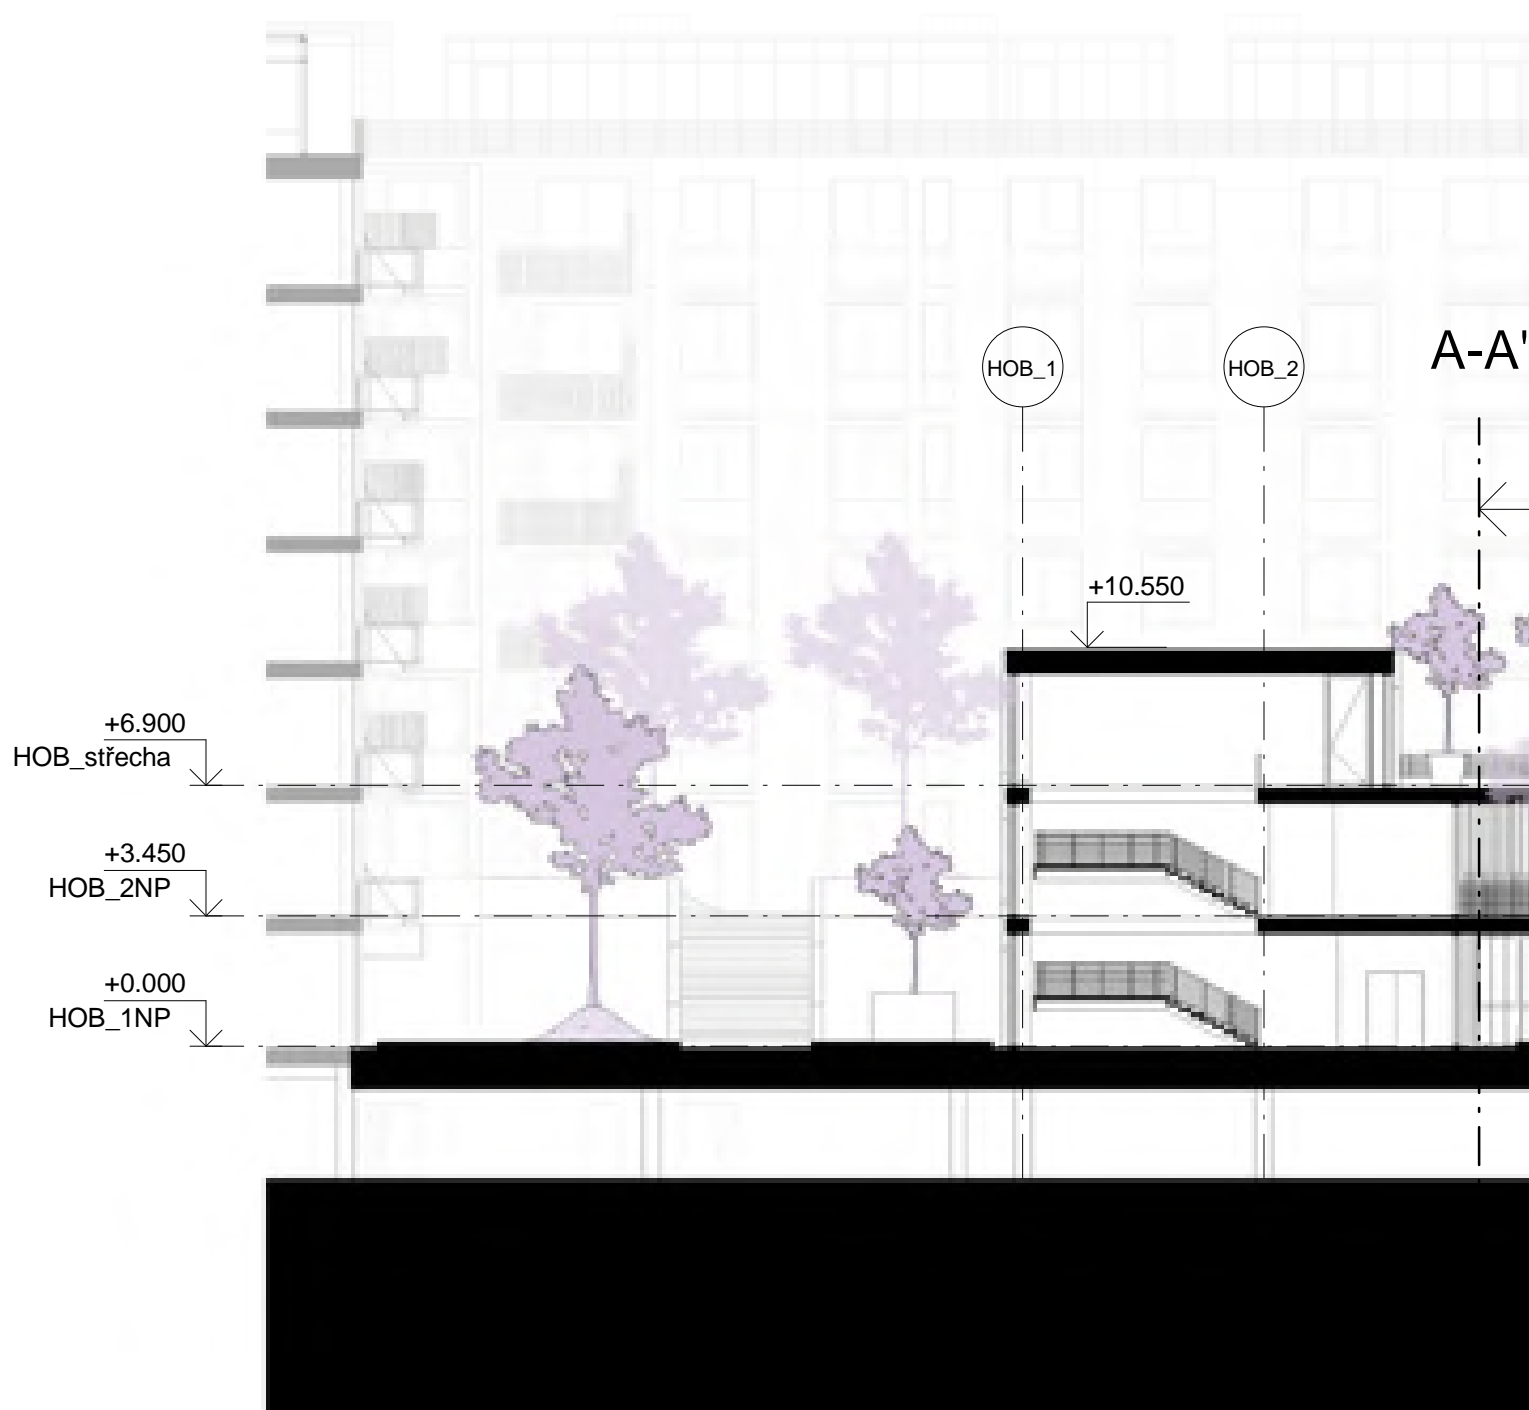 A-A'
HOB_1
HOB_2
+10.550
+6.900
HOB_střecha
+3.450
HOB_2NP
+0.000
HOB_1NP